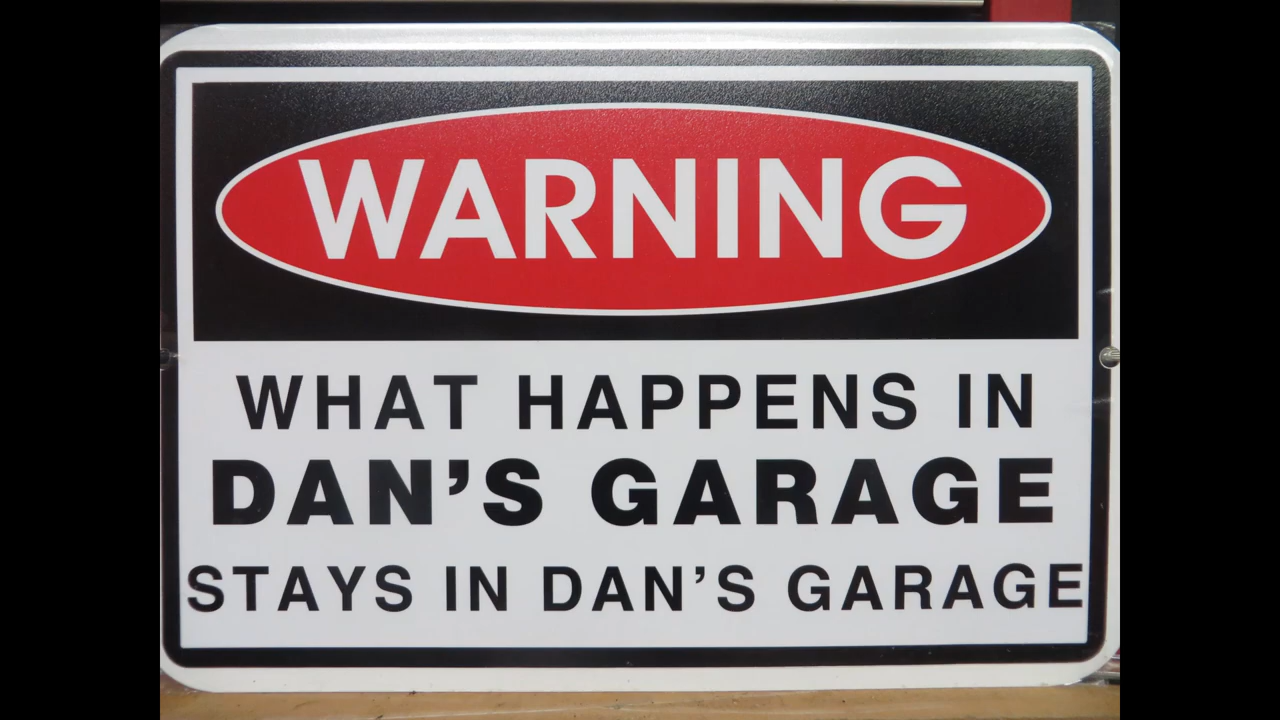 WARNING
WHAT HAPPENS IN
DAN'S GARAGE
STAYS IN DAN'S GARAGE